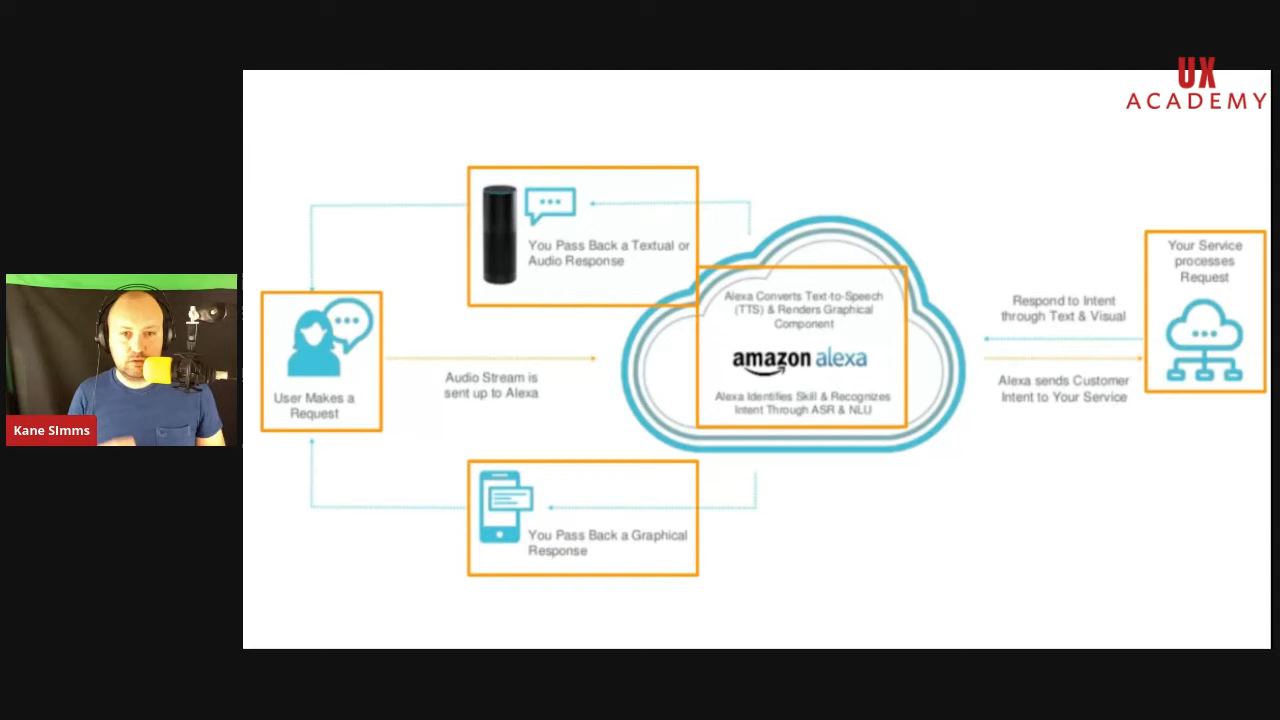 UX
ACADEMY
You Pass Back a Textual or
Audio Response
Your Service
processes
Request
Alexa Converts Text-to-Speech
(TTS) & Renders Graphical
Component
amazon alexa
Alexa Identifies Skill & Recognizes
Intent Through ASR & NLU
Respond to Intent
through Text & Visual
Alexa sends Customer
Intent to Your Service
User Makes a
Request
Audio Stream is
sent up to Alexa
Kane SImms
You Pass Back a Graphical
Response